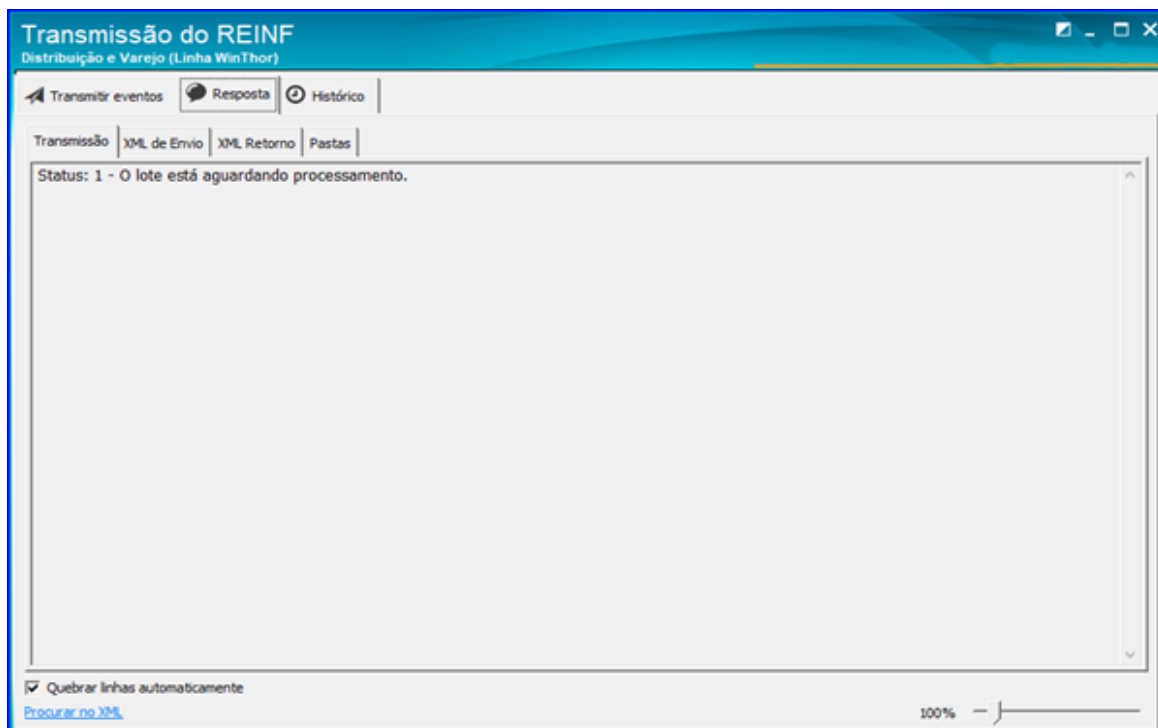 Transmissão do REINF
Distribuição e Varejo (Linha WinThor)
Transmitir eventos Resposta Histórico
Transmissão XML de Envio XML Retorno Pastas
Status: 1 - O lote está aguardando processamento.
Quebrar linhas automaticamente
Procurar no XML
100%